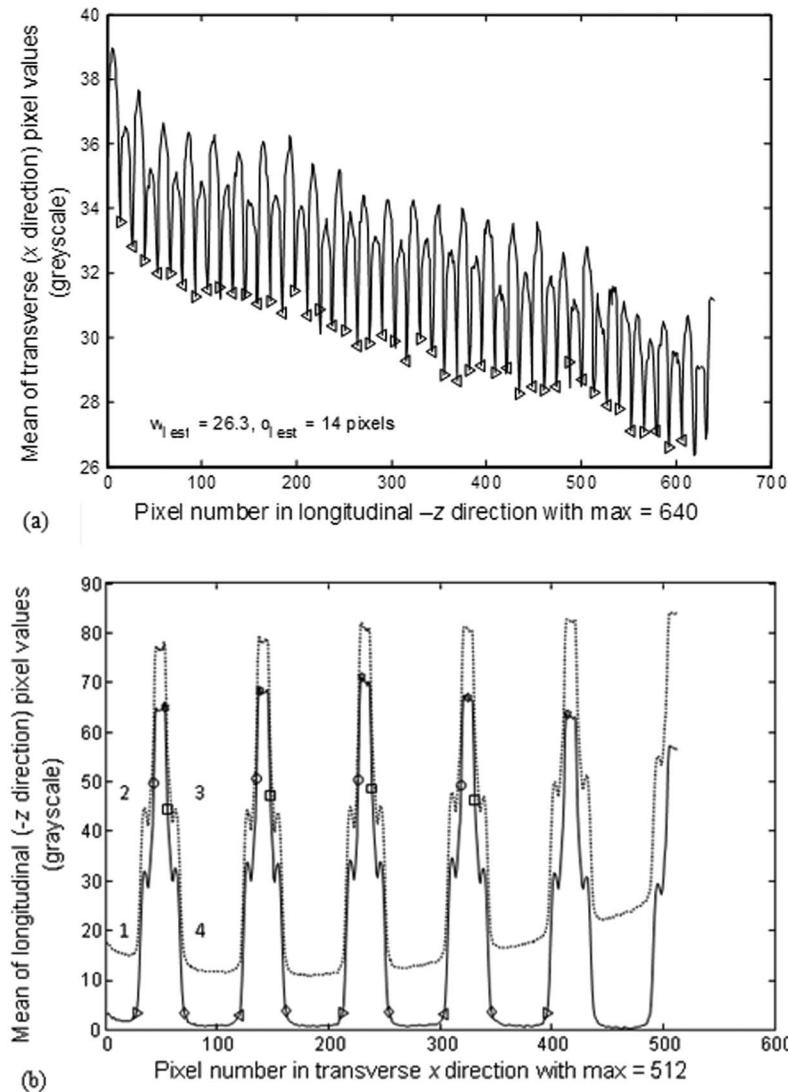 40
38
36
34
32
30
28
26
0 100 200 300 400 500 600 700
Mean of transverse (x direction) pixel values
(greyscale)
w_l est = 26.3, o_l est = 14 pixels
(a) Pixel number in longitudinal –z direction with max = 640
90
80
70
60
50
40
30
20
10
0
0 100 200 300 400 500 600
Mean of longitudinal (-z direction) pixel values
(grayscale)
2 3
1 4
Pixel number in transverse x direction with max = 512
(b)